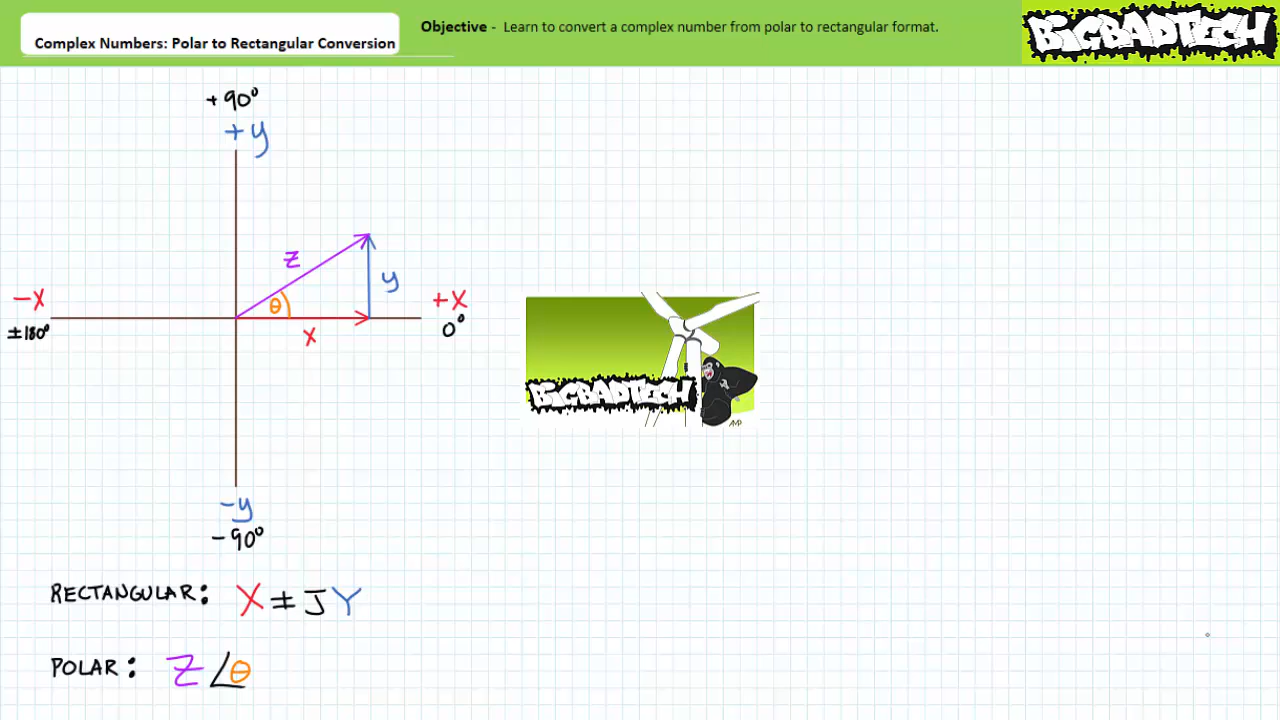 Complex Numbers: Polar to Rectangular Conversion
Objective - Learn to convert a complex number from polar to rectangular format.
BIGBADTECH
+90°
+y
z
y
θ
-X
+X
±180°
X
0°
BIGBADTECH
AMP
-y
-90°
RECTANGULAR: X ± J Y
POLAR: Z∠θ